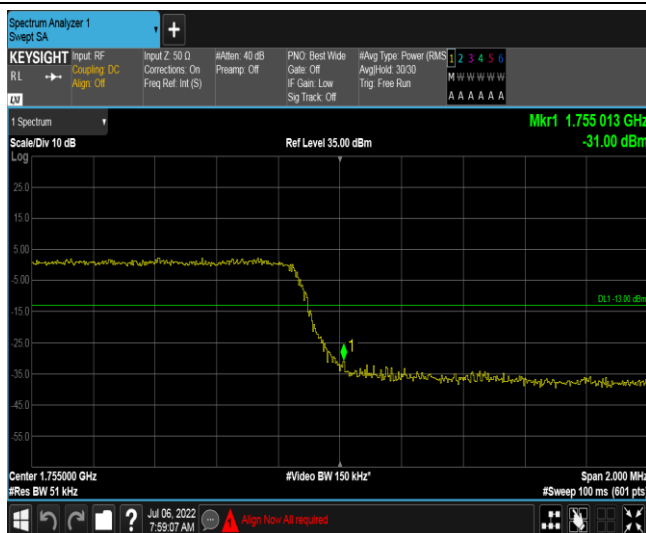 Spectrum Analyzer 1
Swept SA
+
KEYSIGHT
RL
LXI
Input: RF
Coupling: DC
Align: Off
Input Z: 50 Ω
Corrections: On
Freq Ref: Int (S)
#Atten: 40 dB
Preamp: Off
PNO: Best Wide
Gate: Off
IF Gain: Low
Sig Track: Off
#Avg Type: Power (RMS
Avg|Hold: 30/30
Trig: Free Run
1 2 3 4 5 6
M W W W W W
A A A A A A
1 Spectrum
Mkr1 1.755 013 GHz
Scale/Div 10 dB
Ref Level 35.00 dBm
-31.00 dBm
Log
25.0
15.0
5.00
-5.00
DL1 -13.00 dBm
-15.0
1
-25.0
-35.0
-45.0
-55.0
Center 1.755000 GHz
#Video BW 150 kHz*
Span 2.000 MHz
#Res BW 51 kHz
#Sweep 100 ms (601 pts)
?
Jul 06, 2022
7:59:07 AM
Align Now All required